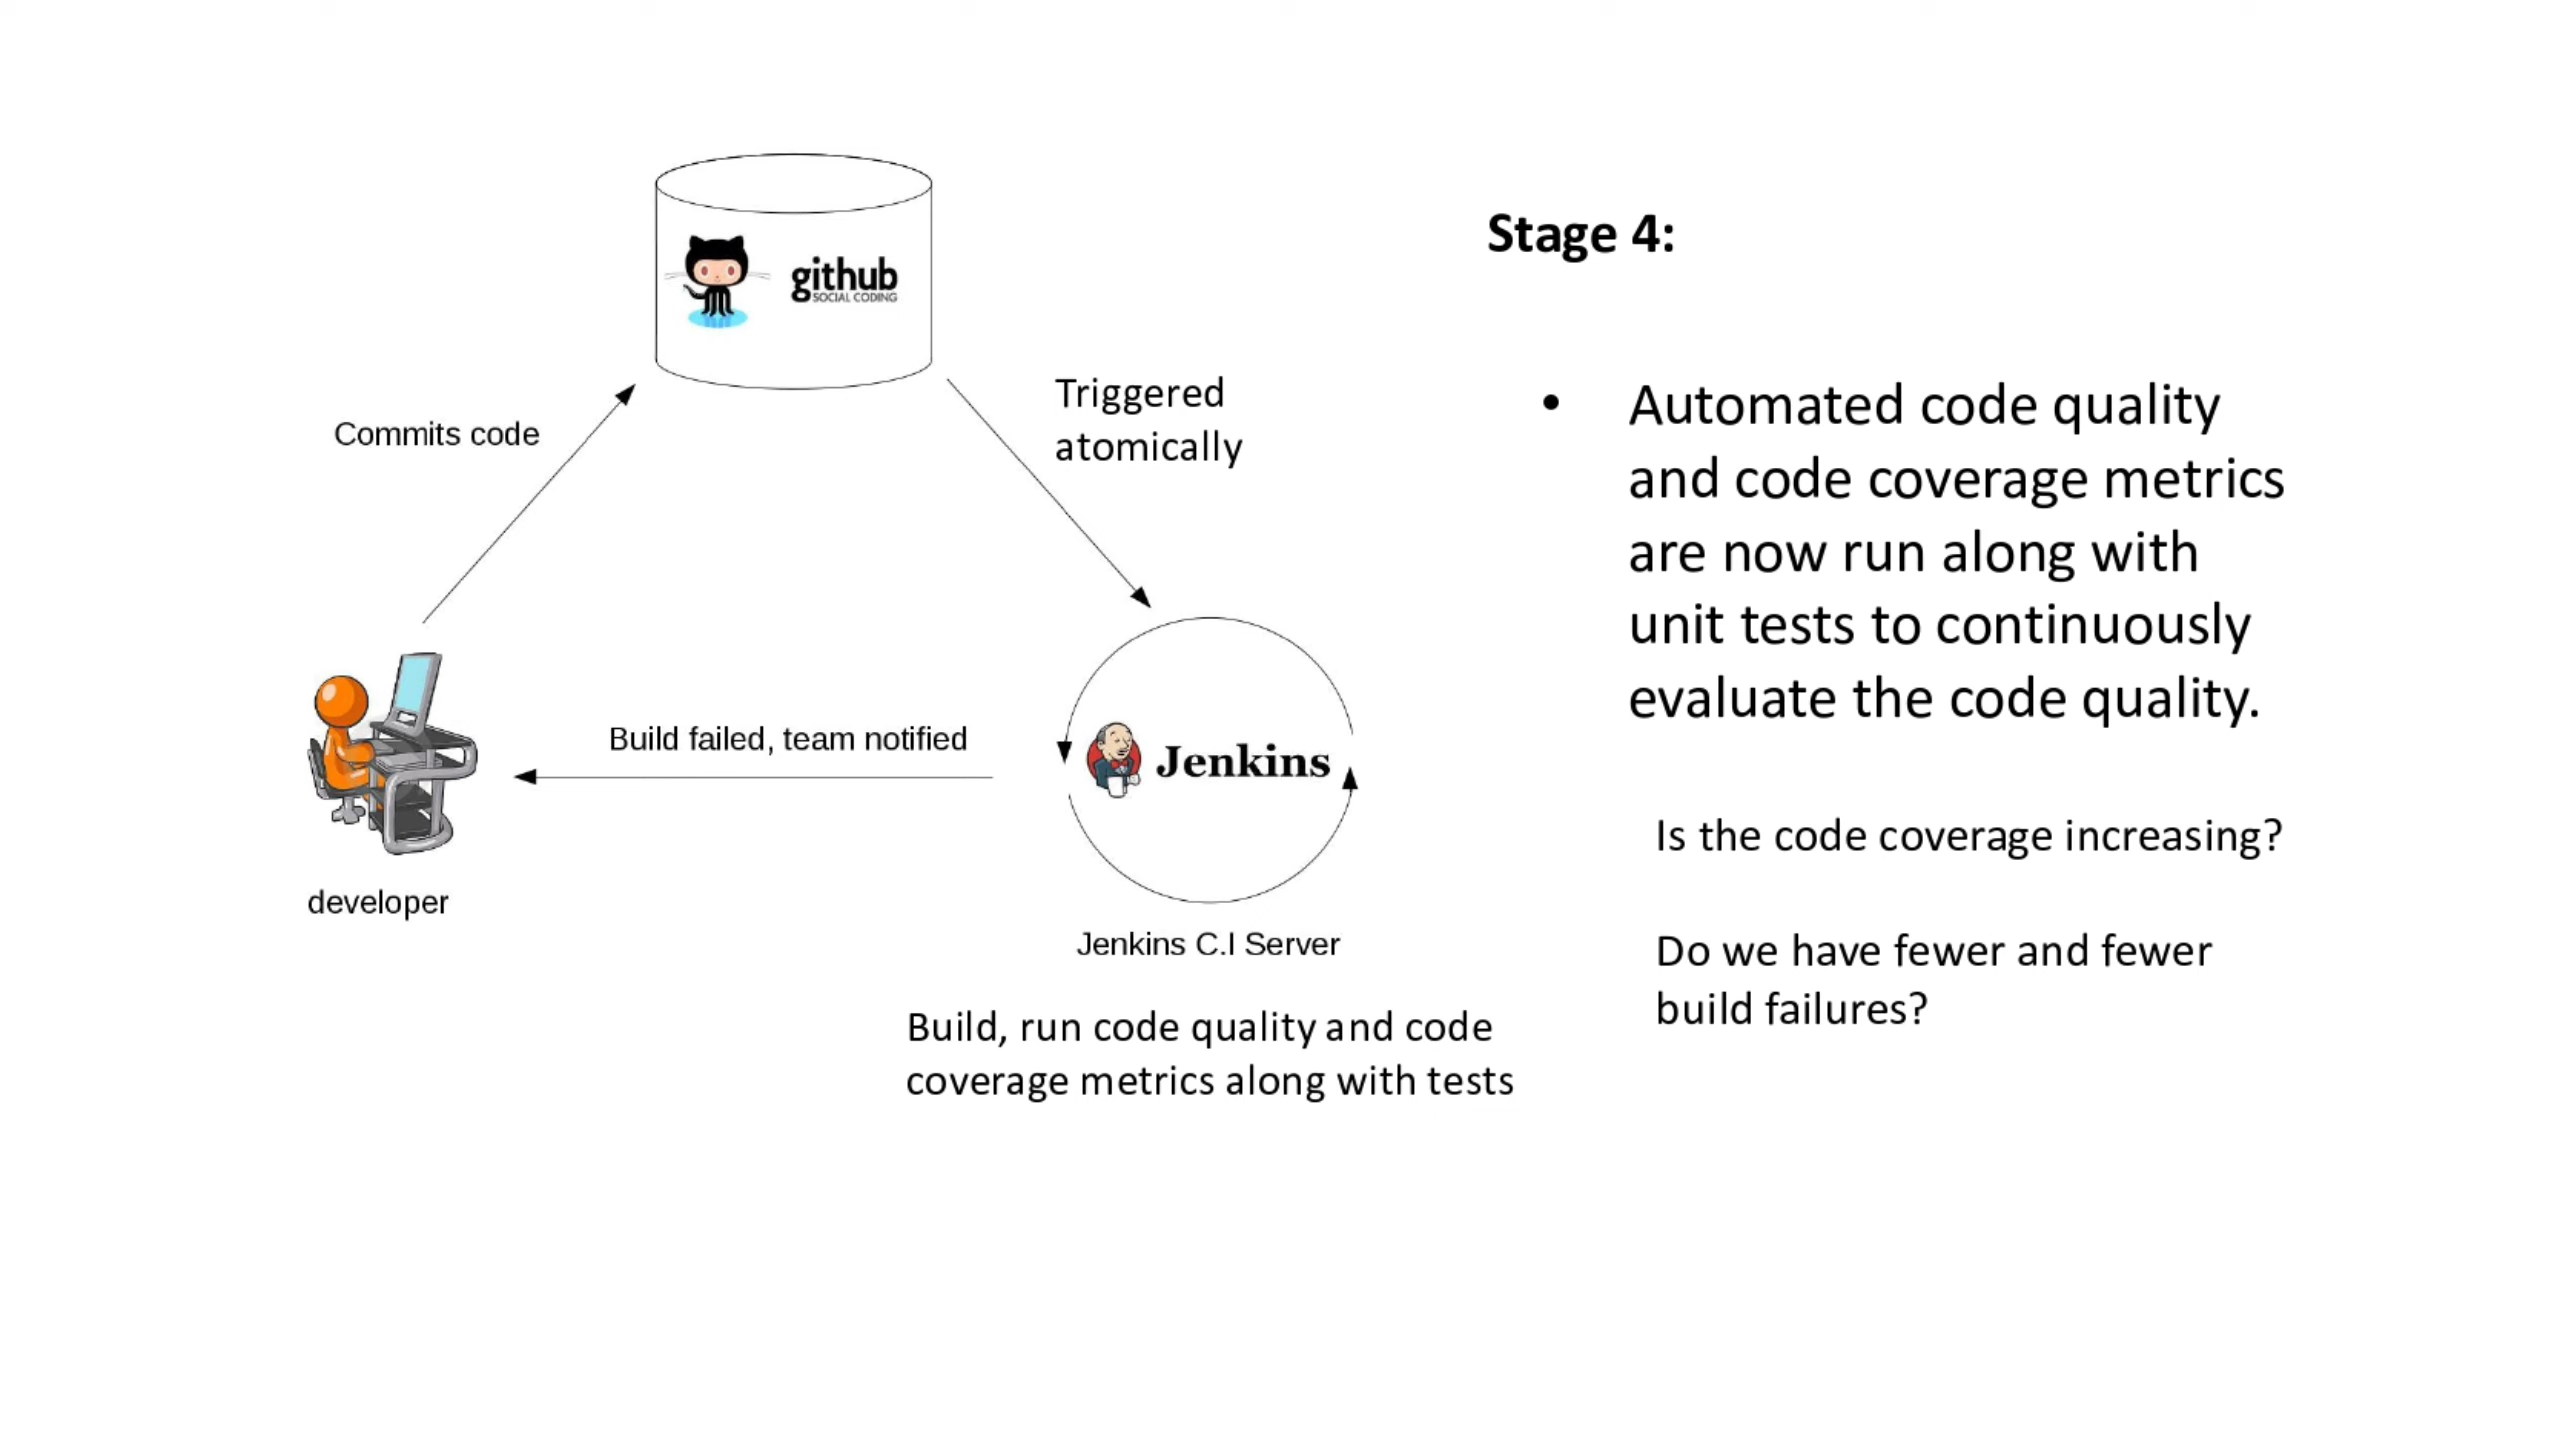 github
SOCIAL CODING
Commits code
Triggered
atomically
developer
Build failed, team notified
Jenkins
Jenkins C.I Server
Build, run code quality and code
coverage metrics along with tests
Stage 4:
• Automated code quality
and code coverage metrics
are now run along with
unit tests to continuously
evaluate the code quality.
Is the code coverage increasing?
Do we have fewer and fewer
build failures?